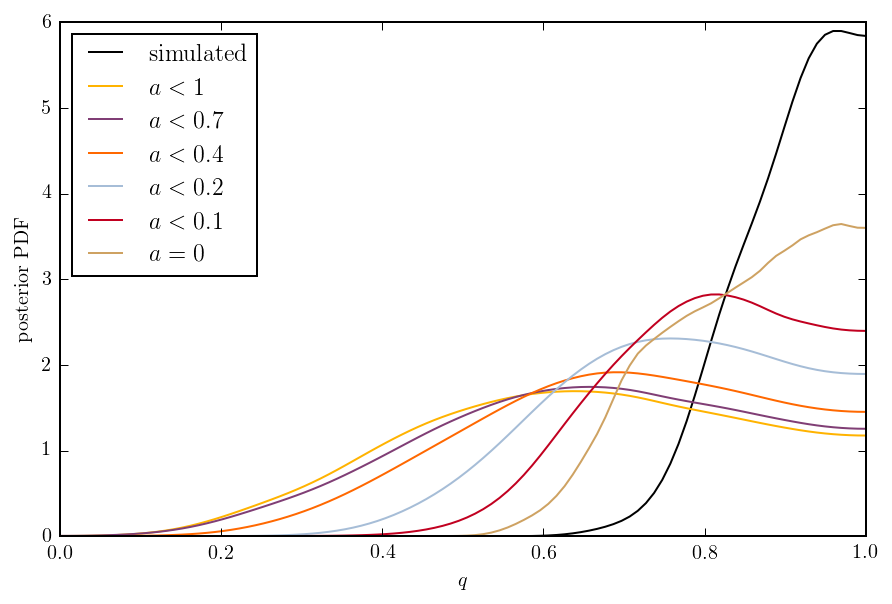 6
5
4
3
2
1
0
posterior PDF
simulated
a < 1
a < 0.7
a < 0.4
a < 0.2
a < 0.1
a = 0
0.0 0.2 0.4 0.6 0.8 1.0
q